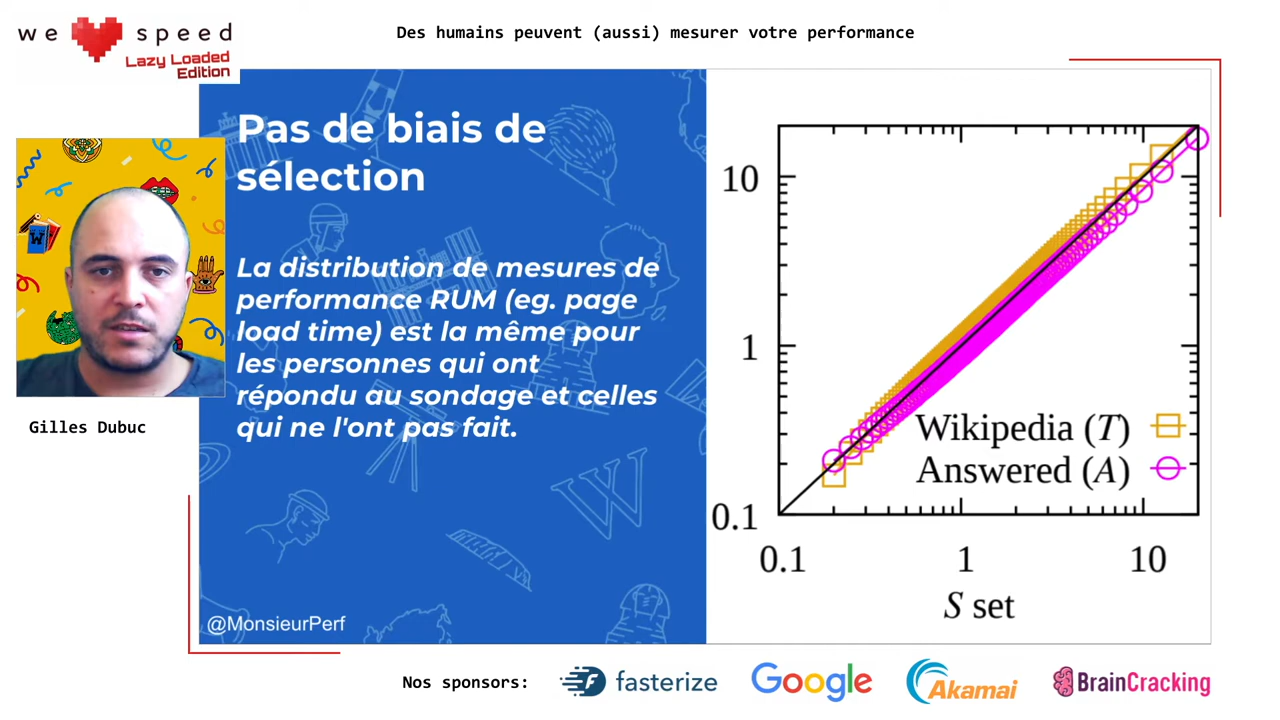 we speed
Lazy Loaded
Edition
Des humains peuvent (aussi) mesurer votre performance
Pas de biais de
sélection
La distribution de mesures de
performance RUM (eg. page
load time) est la même pour
les personnes qui ont
répondu au sondage et celles
qui ne l'ont pas fait.
@MonsieurPerf
Gilles Dubuc
10
1
0.1
Wikipedia (T)
Answered (A)
0.1 1 10
S set
Nos sponsors: fasterize Google Akamai BrainCracking